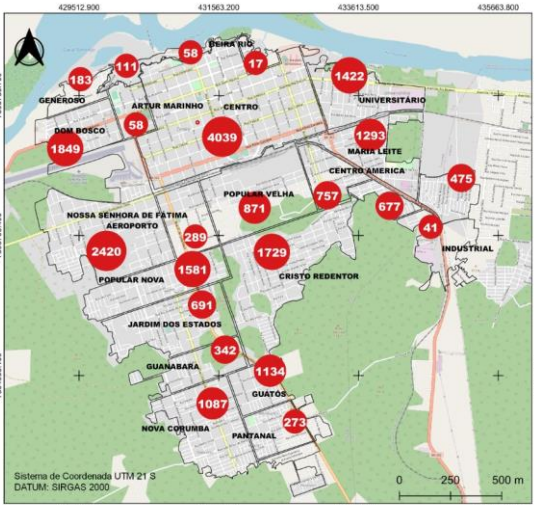 429512.900 431563.200 433613.500 435663.800
BEIRA RIO
58
17
111
183
1422
GENEROSO
ARTUR MARINHO CENTRO
UNIVERSITÁRIO
58
DOM BOSCO
4039
1293
1849
MARIA LEITE
CENTRO AMERICA
475
POPULAR VELHA
757
871
677
NOSSA SENHORA DE FÁTIMA
AEROPORTO
41
289
2420
1729
INDUSTRIAL
1581
POPULAR NOVA
CRISTO REDENTOR
691
JARDIM DOS ESTADOS
342
GUANABARA
1134
GUATÓS
1087
273
NOVA CORUMBA
PANTANAL
Sistema de Coordenada UTM 21 S
DATUM: SIRGAS 2000
0 250 500 m